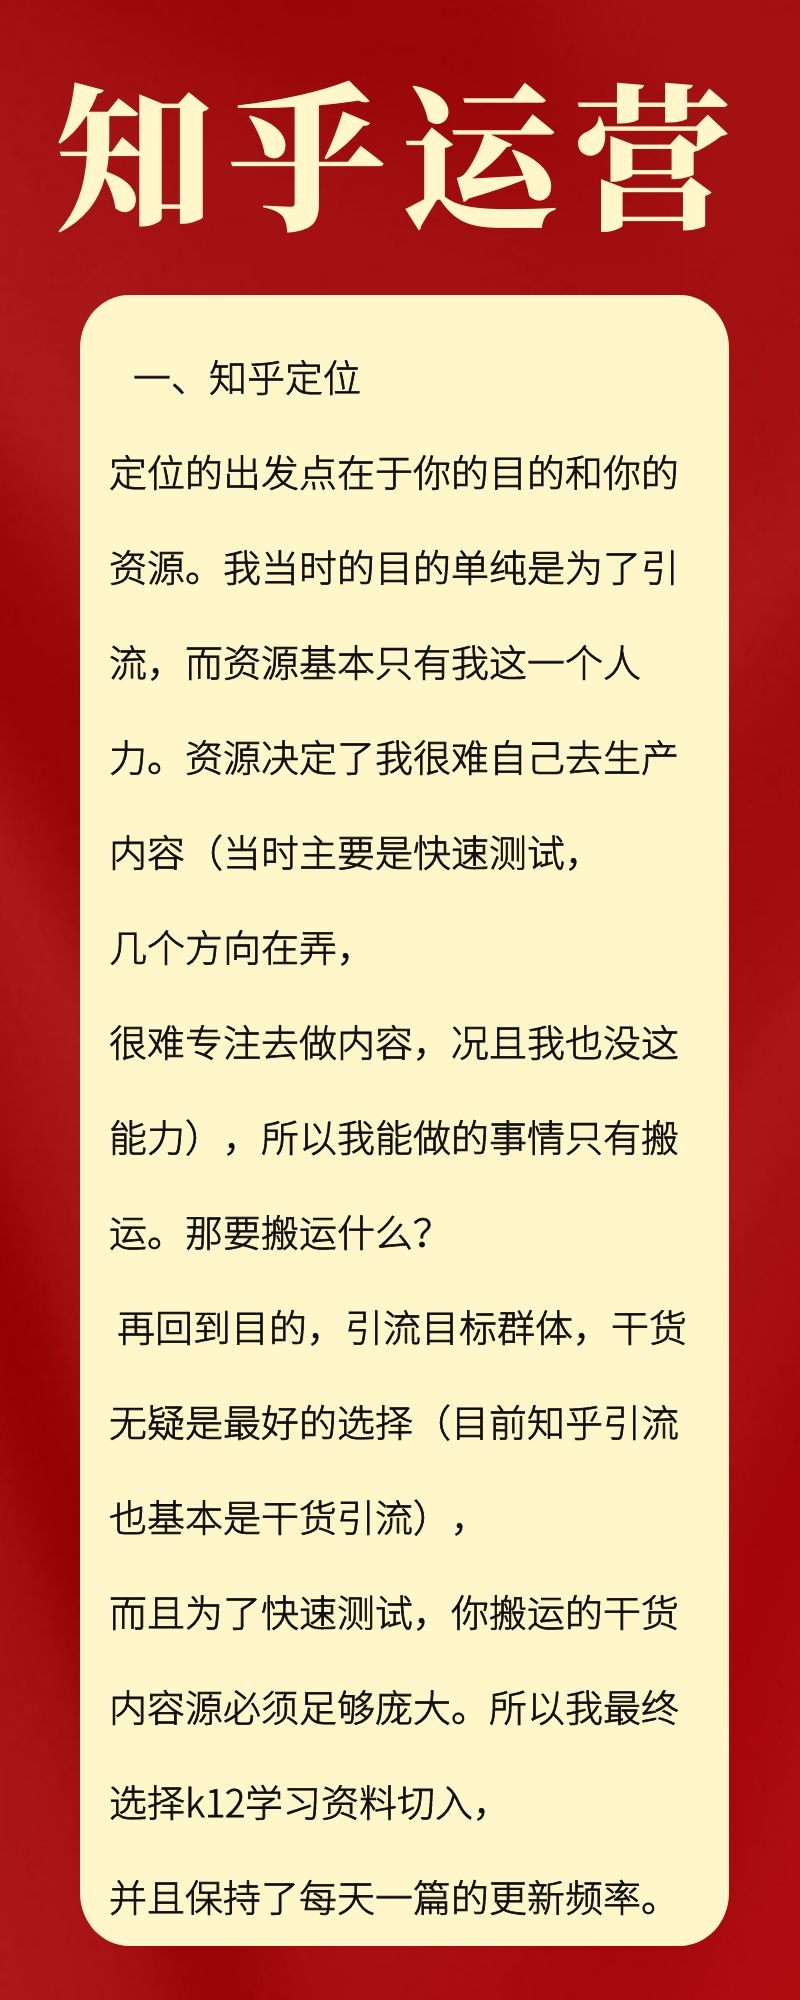 知乎运营
一、知乎定位
定位的出发点在于你的目的和你的
资源。我当时的目的单纯是为了引
流，而资源基本只有我这一个人
力。资源决定了我很难自己去生产
内容（当时主要是快速测试，
几个方向在弄，
很难专注去做内容，况且我也没这
能力），所以我能做的事情只有搬
运。那要搬运什么？
再回到目的，引流目标群体，干货
无疑是最好的选择（目前知乎引流
也基本是干货引流），
而且为了快速测试，你搬运的干货
内容源必须足够庞大。所以我最终
选择k12学习资料切入，
并且保持了每天一篇的更新频率。